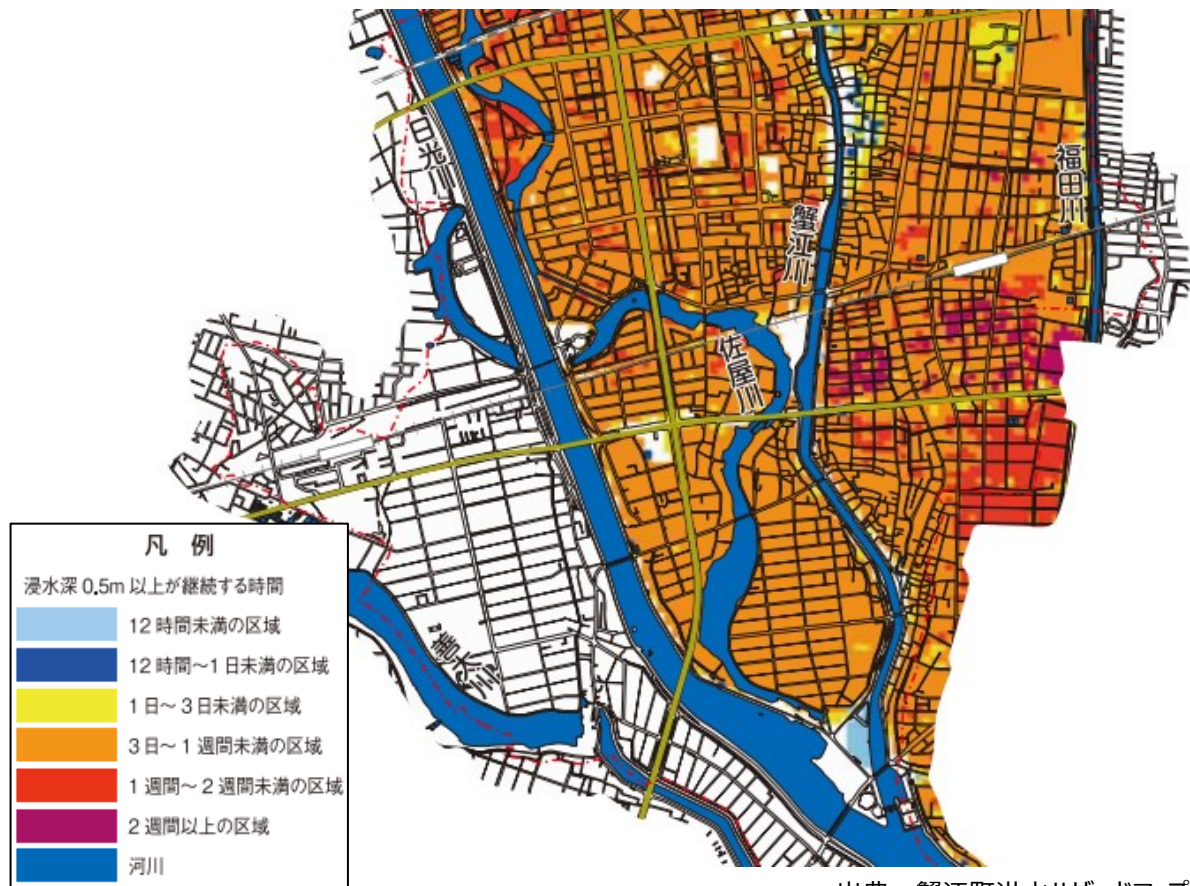 日光川
蟹江川
福田川
佐屋川
善太川
凡 例
浸水深 0.5m 以上が継続する時間
12 時間未満の区域
12 時間～1 日未満の区域
1 日～ 3 日未満の区域
3 日～ 1 週間未満の区域
1 週間～ 2 週間未満の区域
2 週間以上の区域
河川